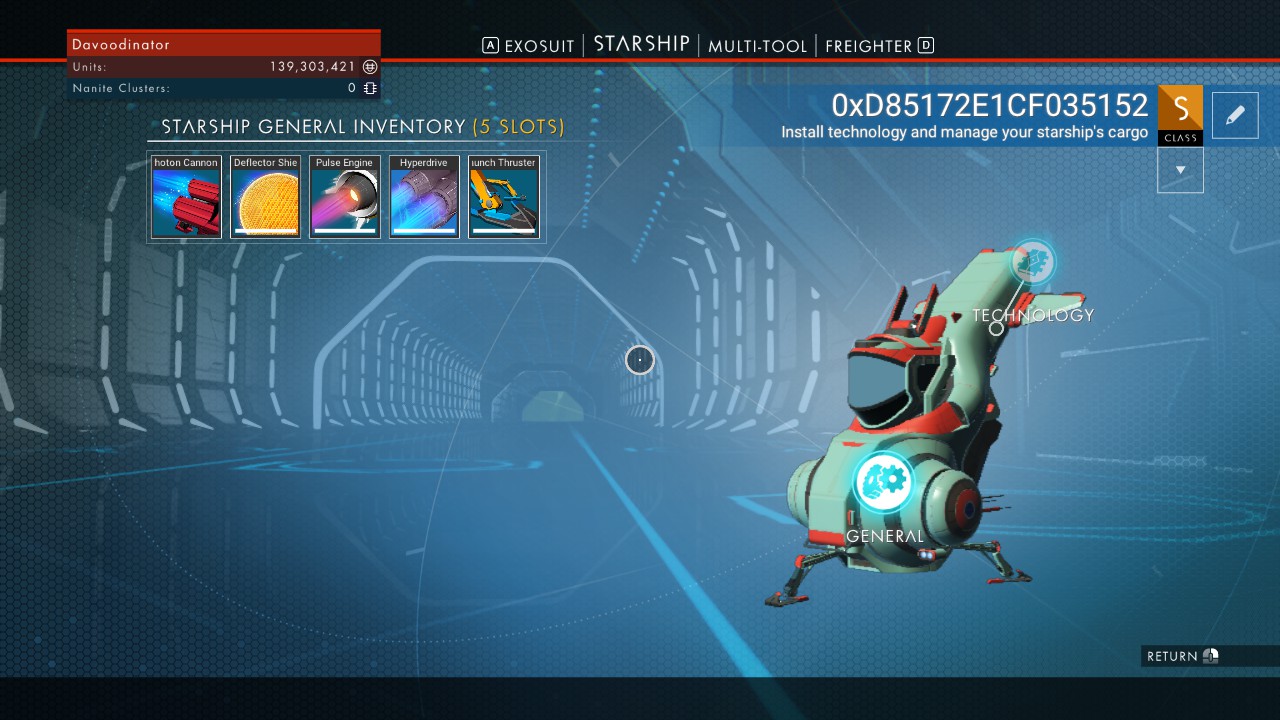 Davoodinator
Units: 139,303,421
Nanite Clusters: 0
A EXOSUIT STARSHIP MULTI-TOOL FREIGHTER D
0xD85172E1CF035152
Install technology and manage your starship's cargo
S
CLASS
STARSHIP GENERAL INVENTORY (5 SLOTS)
hoton Cannon Deflector Shie Pulse Engine Hyperdrive unch Thruster
TECHNOLOGY
GENERAL
RETURN